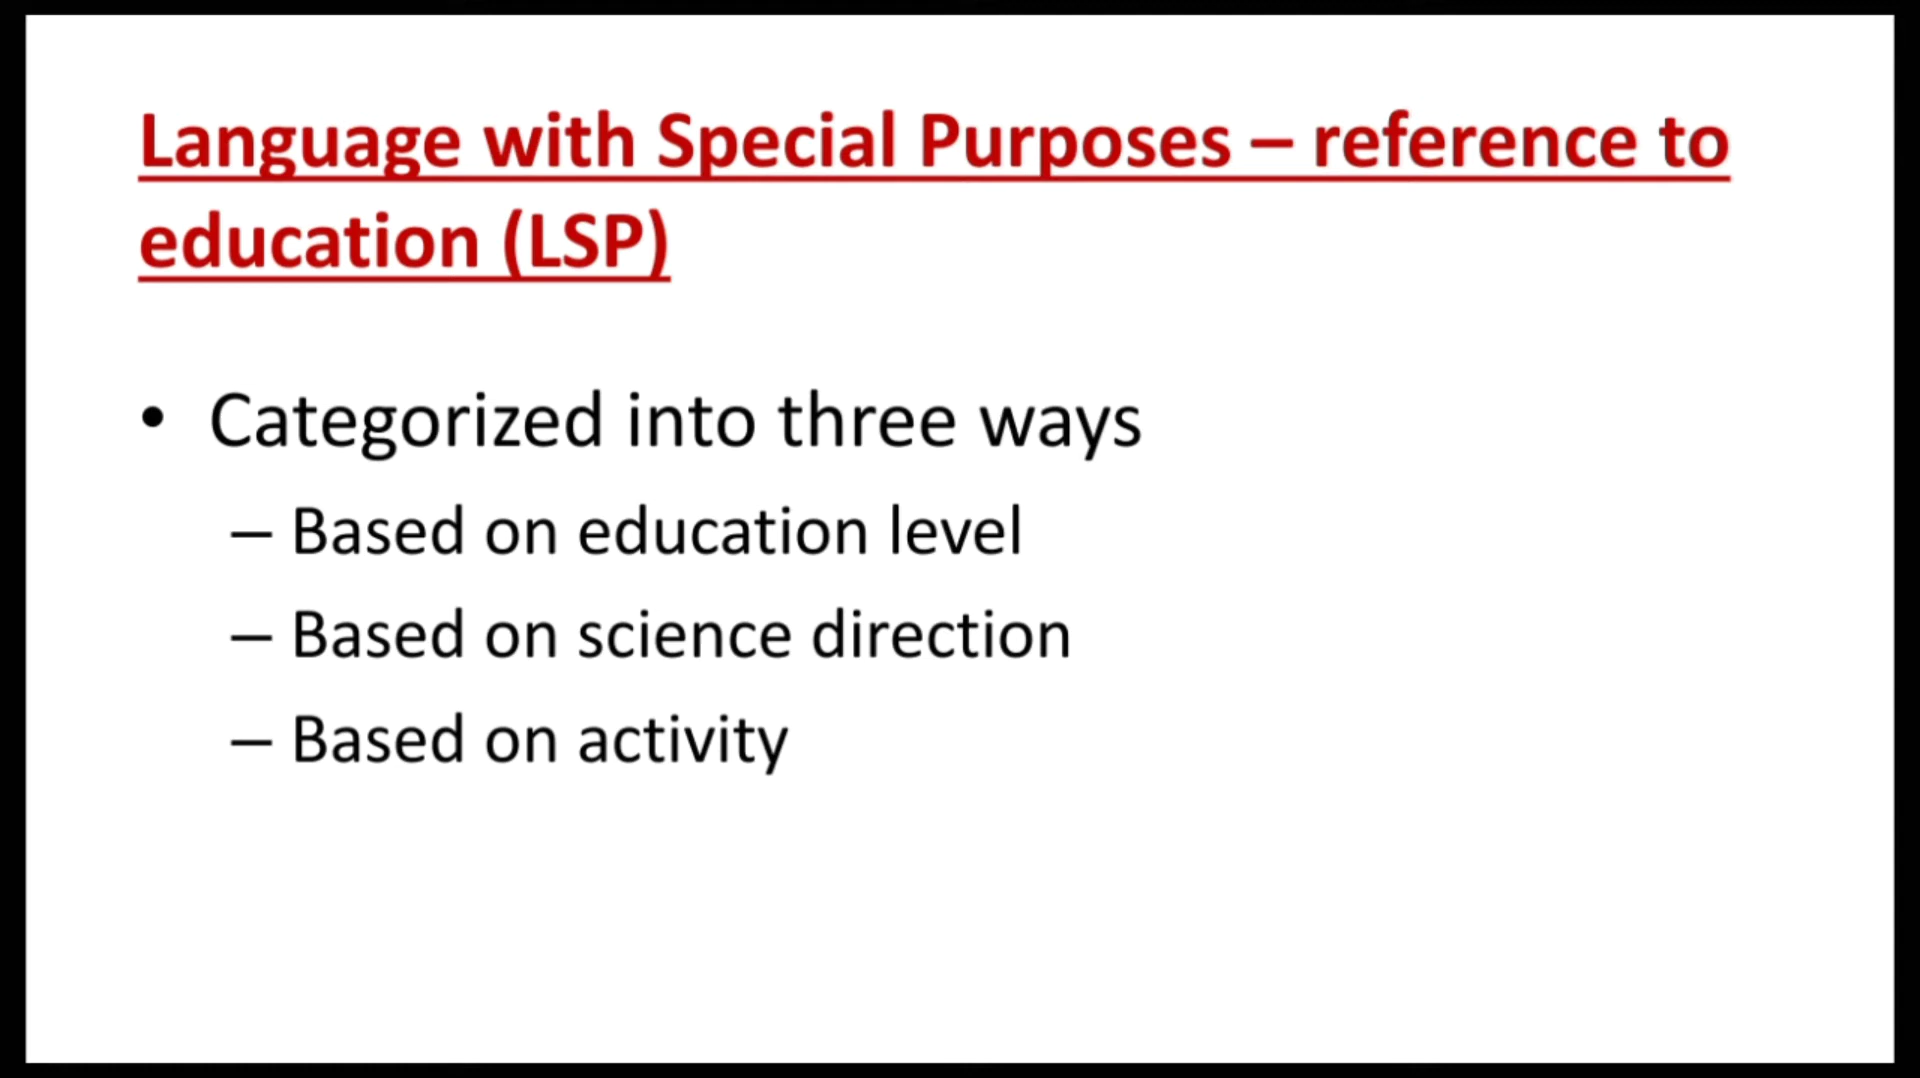 Language with Special Purposes – reference to
education (LSP)
• Categorized into three ways
– Based on education level
– Based on science direction
– Based on activity